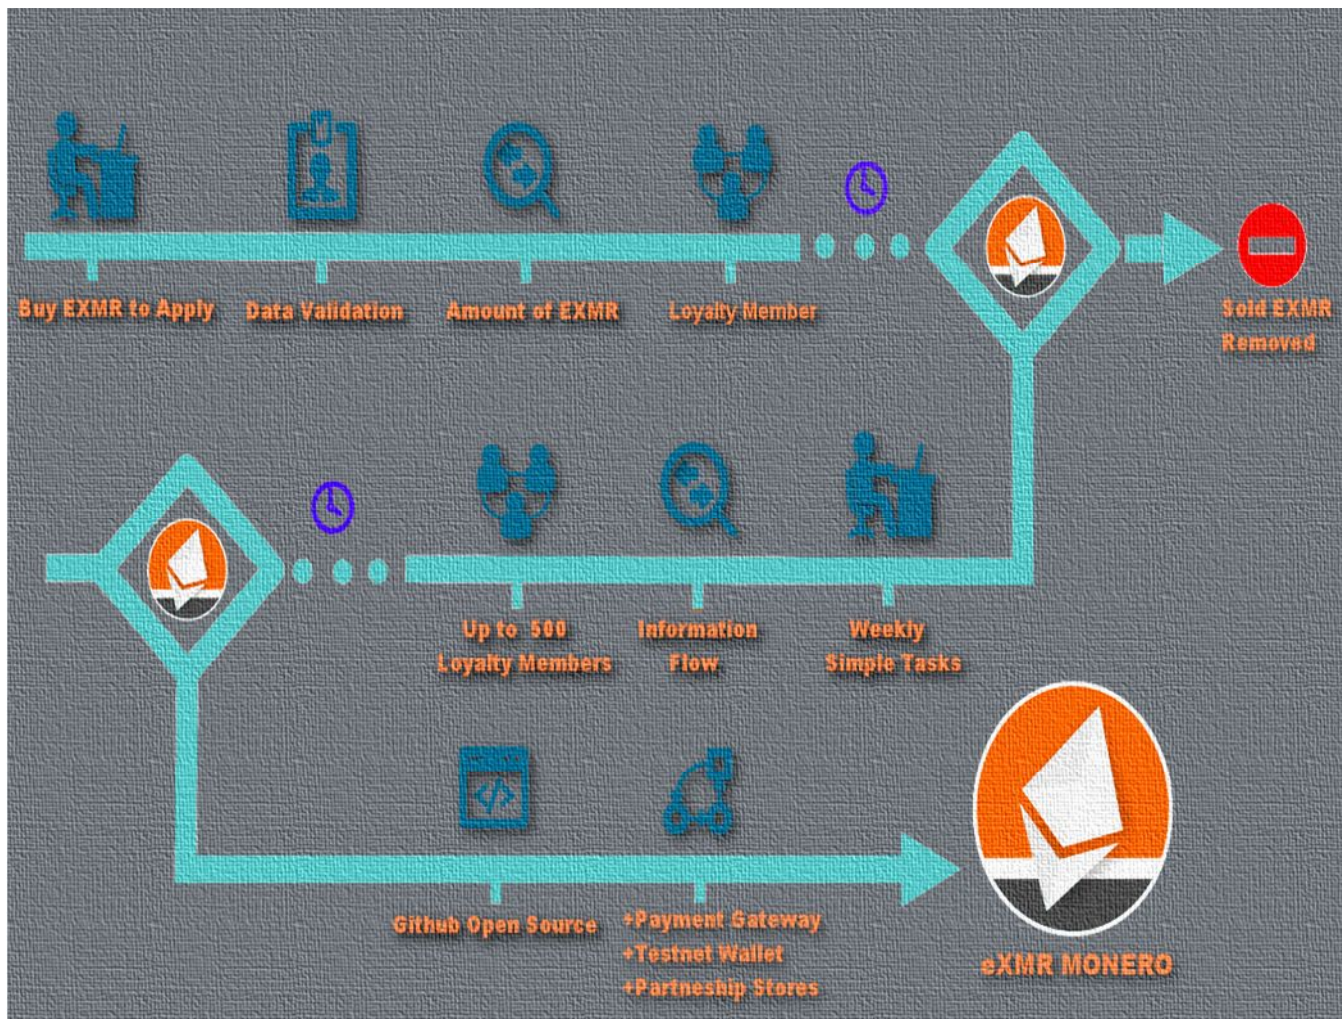 Buy EXMR to Apply
Data Validation
Amount of EXMR
Loyalty Member
Sold EXMR
Removed
Up to 500
Loyalty Members
Information
Flow
Weekly
Simple Tasks
Github Open Source
+Payment Gateway
+Testnet Wallet
+Partneship Stores
eXMR MONERO